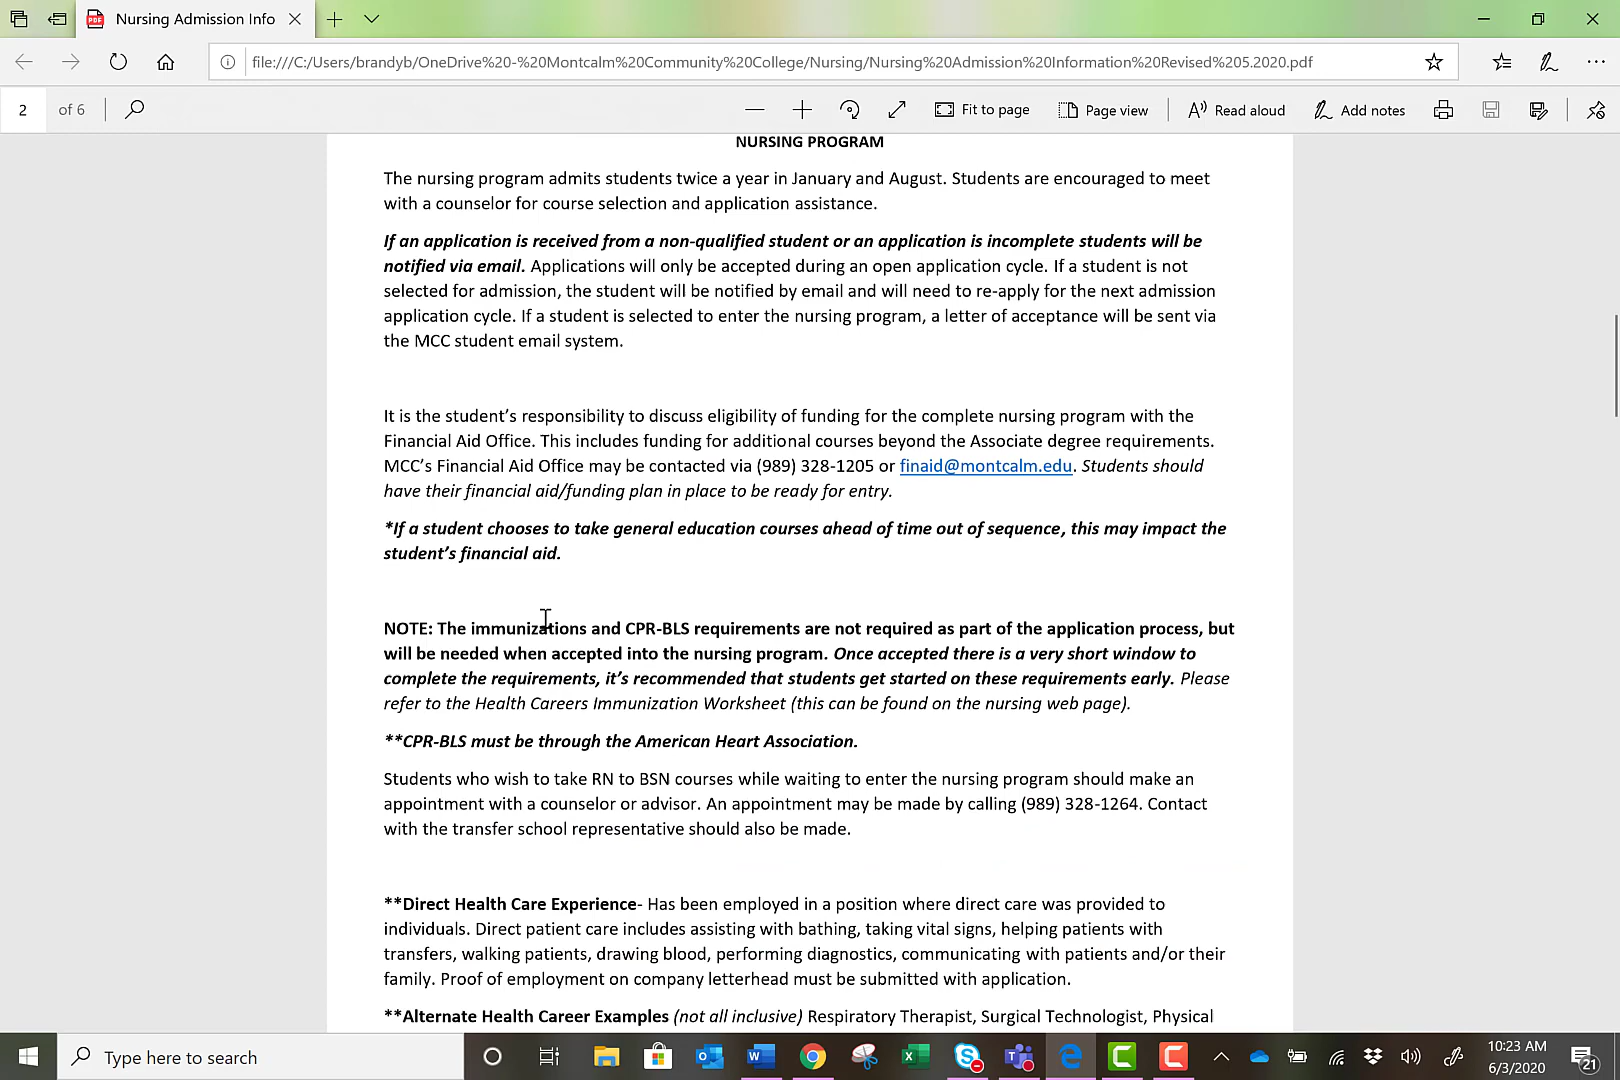 Nursing Admission Info
file:///C:/Users/brandyb/OneDrive%20-%20Montcalm%20Community%20College/Nursing/Nursing%20Admission%20Information%20Revised%205.2020.pdf
2 of 6
Fit to page
Page view
Read aloud
Add notes
NURSING PROGRAM
The nursing program admits students twice a year in January and August. Students are encouraged to meet
with a counselor for course selection and application assistance.
If an application is received from a non-qualified student or an application is incomplete students will be
notified via email. Applications will only be accepted during an open application cycle. If a student is not
selected for admission, the student will be notified by email and will need to re-apply for the next admission
application cycle. If a student is selected to enter the nursing program, a letter of acceptance will be sent via
the MCC student email system.
It is the student's responsibility to discuss eligibility of funding for the complete nursing program with the
Financial Aid Office. This includes funding for additional courses beyond the Associate degree requirements.
MCC's Financial Aid Office may be contacted via (989) 328-1205 or finaid@montcalm.edu. Students should
have their financial aid/funding plan in place to be ready for entry.
*If a student chooses to take general education courses ahead of time out of sequence, this may impact the
student's financial aid.
NOTE: The immunizations and CPR-BLS requirements are not required as part of the application process, but
will be needed when accepted into the nursing program. Once accepted there is a very short window to
complete the requirements, it's recommended that students get started on these requirements early. Please
refer to the Health Careers Immunization Worksheet (this can be found on the nursing web page).
**CPR-BLS must be through the American Heart Association.
Students who wish to take RN to BSN courses while waiting to enter the nursing program should make an
appointment with a counselor or advisor. An appointment may be made by calling (989) 328-1264. Contact
with the transfer school representative should also be made.
**Direct Health Care Experience- Has been employed in a position where direct care was provided to
individuals. Direct patient care includes assisting with bathing, taking vital signs, helping patients with
transfers, walking patients, drawing blood, performing diagnostics, communicating with patients and/or their
family. Proof of employment on company letterhead must be submitted with application.
**Alternate Health Career Examples (not all inclusive) Respiratory Therapist, Surgical Technologist, Physical
Type here to search
10:23 AM
6/3/2020
21